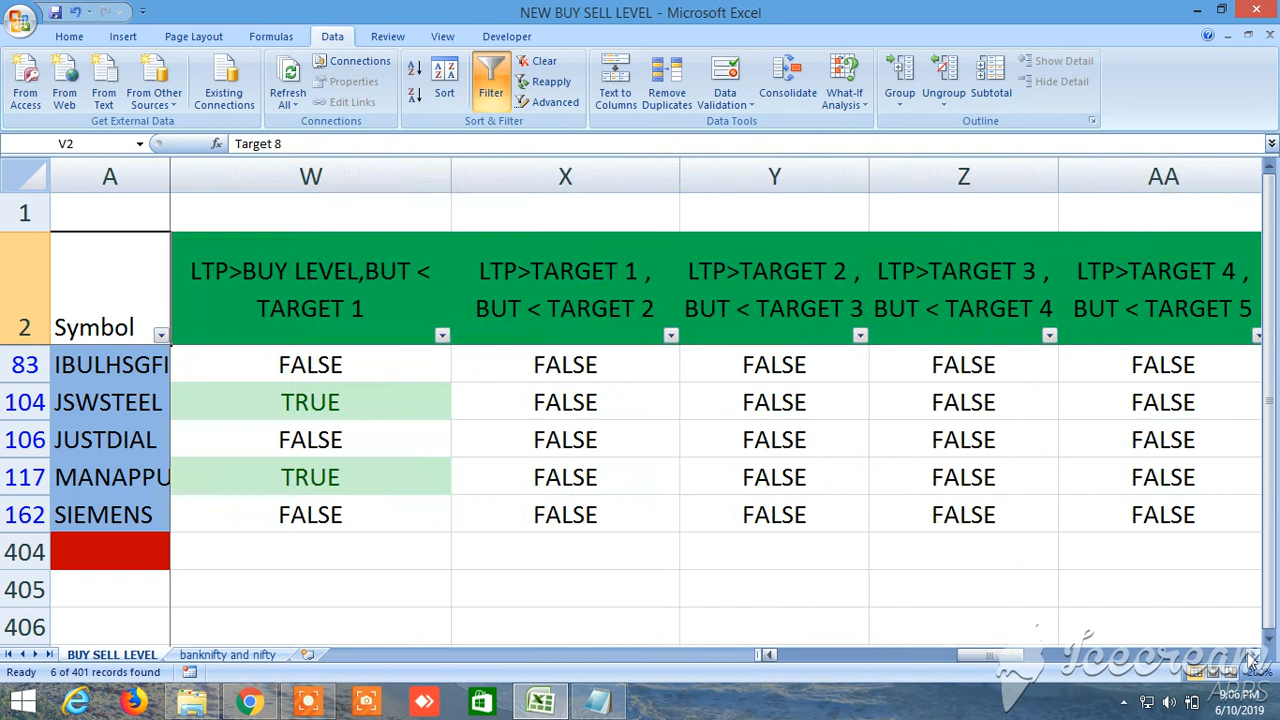 NEW BUY SELL LEVEL - Microsoft Excel
Home Insert Page Layout Formulas Data Review View Developer
From Access
From Web
From Text
From Other Sources
Existing Connections
Get External Data
Refresh All
Connections
Properties
Edit Links
Connections
Sort
Filter
Clear
Reapply
Advanced
Sort & Filter
Text to Columns
Remove Duplicates
Data Validation
Consolidate
What-If Analysis
Data Tools
Group
Ungroup
Subtotal
Show Detail
Hide Detail
Outline
V2 fx Target 8
A W X Y Z AA
1
2 Symbol
LTP>BUY LEVEL,BUT <
TARGET 1
LTP>TARGET 1 ,
BUT < TARGET 2
LTP>TARGET 2 ,
BUT < TARGET 3
LTP>TARGET 3 ,
BUT < TARGET 4
LTP>TARGET 4 ,
BUT < TARGET 5
83 IBULHSGFI FALSE FALSE FALSE FALSE FALSE
104 JSWSTEEL TRUE FALSE FALSE FALSE FALSE
106 JUSTDIAL FALSE FALSE FALSE FALSE FALSE
117 MANAPPU TRUE FALSE FALSE FALSE FALSE
162 SIEMENS FALSE FALSE FALSE FALSE FALSE
404
405
406
BUY SELL LEVEL banknifty and nifty
Ready 6 of 401 records found
Icecream
APPS
9:06 PM
6/10/2019